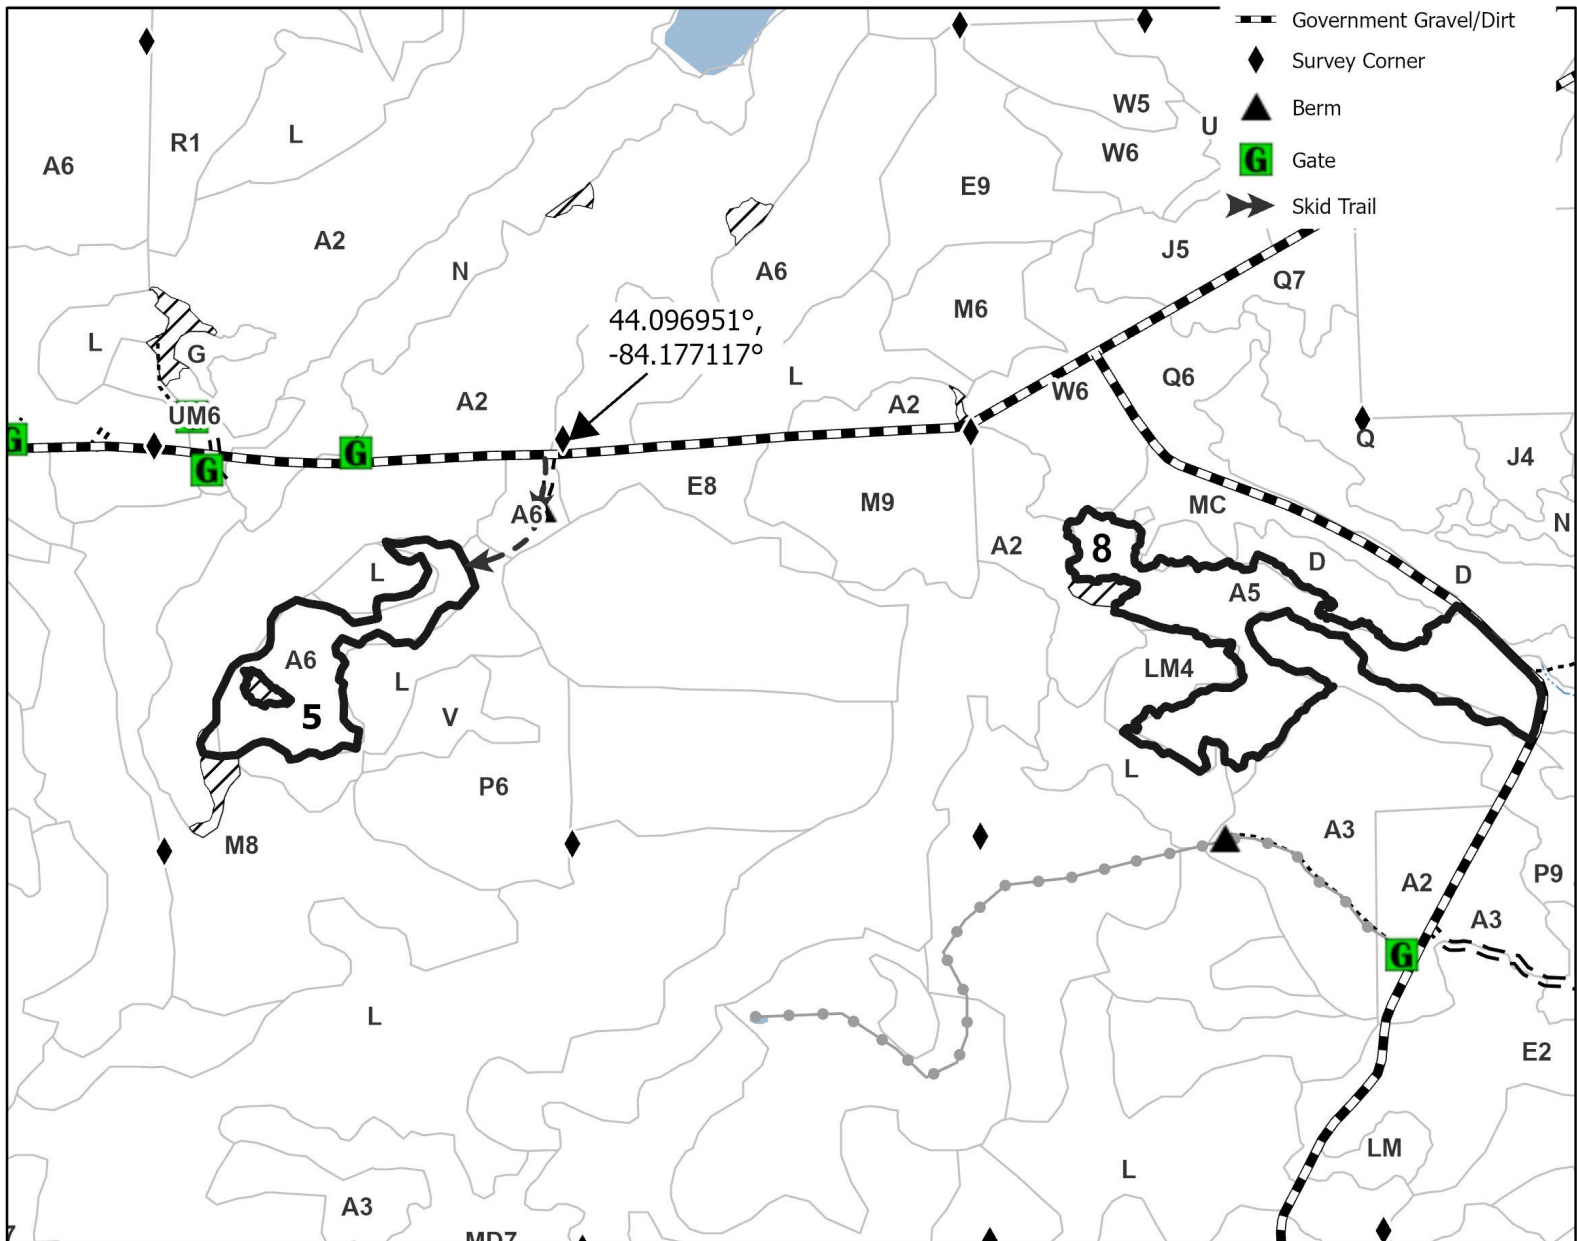 Government Gravel/Dirt
Survey Corner
Berm
G
Gate
Skid Trail
W5
U
W6
R1
L
A6
E9
A2
N
A6
J5
Q7
M6
44.096951°,
-84.177117°
L
G
L
Q6
W6
A2
A2
UM6
G
G
G
Q
J4
E8
M9
MC
A6
N
A2
8
L
D
D
A5
A6
LM4
L
5
V
L
P6
A3
M8
P9
A2
A3
G
L
E2
LM
L
A3
MD7